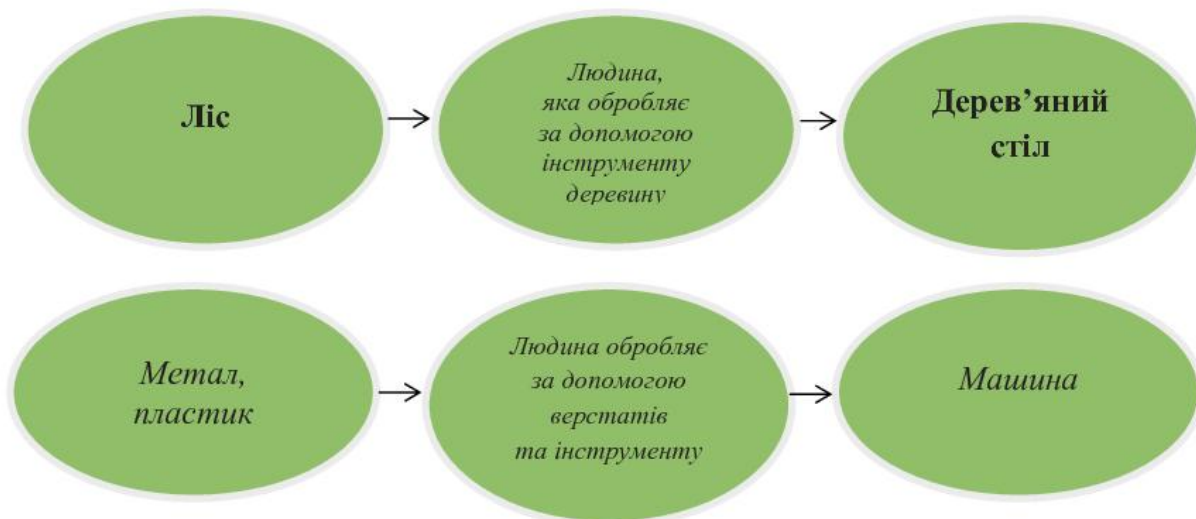 Ліс
Людина,
яка обробляє
за допомогою
інструменту
деревину
Дерев’яний
стіл
Метал,
пластик
Людина обробляє
за допомогою
верстатів
та інструменту
Машина